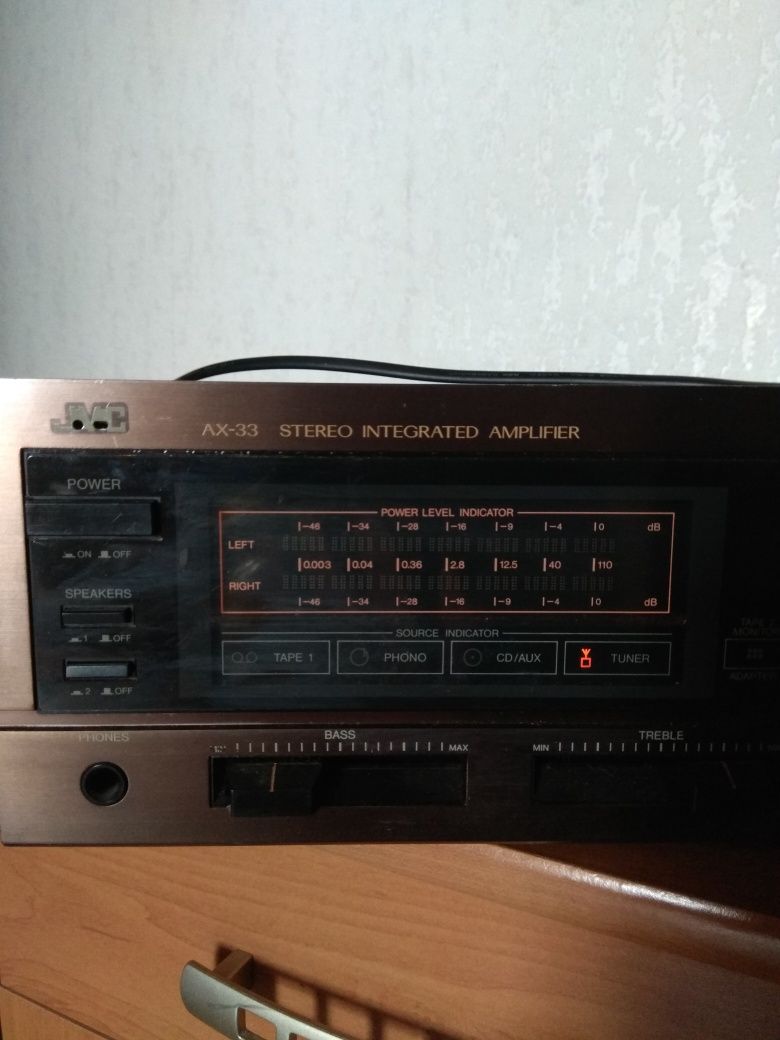 JVC
AX-33 STEREO INTEGRATED AMPLIFIER
POWER
ON OFF
SPEAKERS
1 OFF
2 OFF
POWER LEVEL INDICATOR
-46 -34 -28 -16 -9 -4 0 dB
LEFT
0.003 0.04 0.36 2.8 12.5 40 110
RIGHT
-46 -34 -28 -16 -9 -4 0 dB
SOURCE INDICATOR
TAPE 1 PHONO CD/AUX TUNER
PHONES
BASS
MAX
TREBLE
MIN